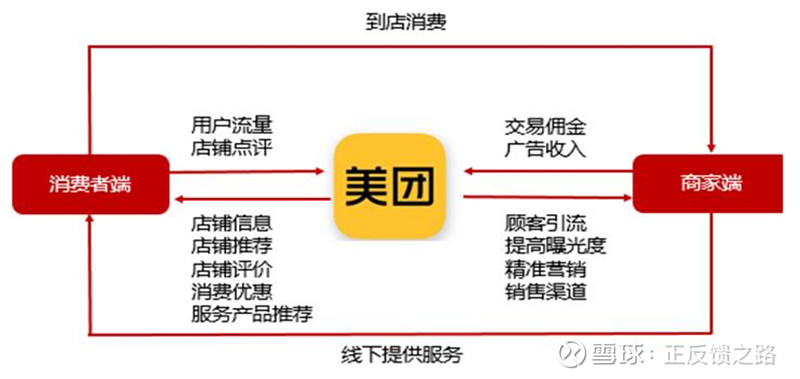 到店消费
用户流量
店铺点评
交易佣金
广告收入
消费者端
美团
商家端
店铺信息
店铺推荐
店铺评价
消费优惠
服务产品推荐
顾客引流
提高曝光度
精准营销
销售渠道
线下提供服务
雪球：正反馈之路